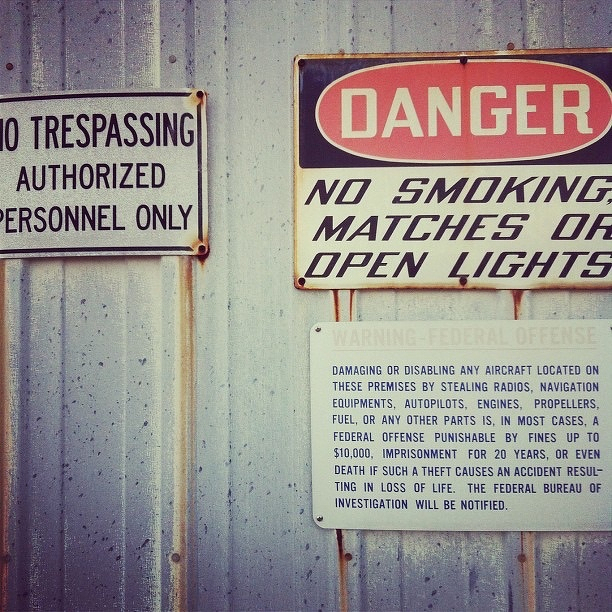 NO TRESPASSING
AUTHORIZED
PERSONNEL ONLY
DANGER
NO SMOKING,
MATCHES OR
OPEN LIGHTS
WARNING-FEDERAL OFFENSE
DAMAGING OR DISABLING ANY AIRCRAFT LOCATED ON
THESE PREMISES BY STEALING RADIOS, NAVIGATION
EQUIPMENTS, AUTOPILOTS, ENGINES, PROPELLERS,
FUEL, OR ANY OTHER PARTS IS, IN MOST CASES, A
FEDERAL OFFENSE PUNISHABLE BY FINES UP TO
$10,000, IMPRISONMENT FOR 20 YEARS, OR EVEN
DEATH IF SUCH A THEFT CAUSES AN ACCIDENT RESUL-
TING IN LOSS OF LIFE. THE FEDERAL BUREAU OF
INVESTIGATION WILL BE NOTIFIED.